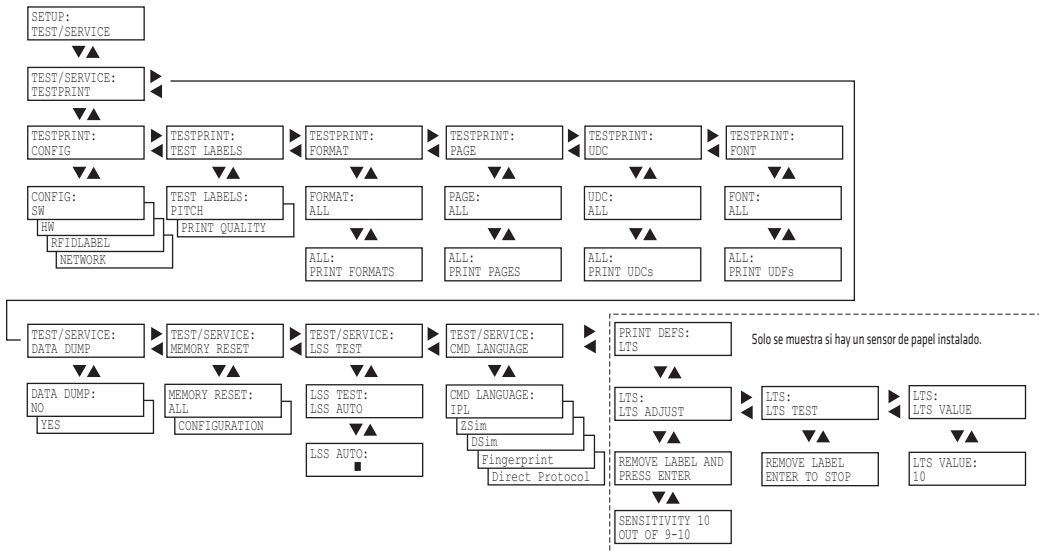 SETUP:
TEST/SERVICE
TEST/SERVICE:
TESTPRINT
TESTPRINT:
CONFIG
TESTPRINT:
TEST LABELS
TESTPRINT:
FORMAT
TESTPRINT:
PAGE
TESTPRINT:
UDC
TESTPRINT:
FONT
CONFIG:
SW
HW
RFIDLABEL
NETWORK
TEST LABELS:
PITCH
PRINT QUALITY
FORMAT:
ALL
PAGE:
ALL
UDC:
ALL
FONT:
ALL
ALL:
PRINT FORMATS
ALL:
PRINT PAGES
ALL:
PRINT UDCs
ALL:
PRINT UDFs
TEST/SERVICE:
DATA DUMP
TEST/SERVICE:
MEMORY RESET
TEST/SERVICE:
LSS TEST
TEST/SERVICE:
CMD LANGUAGE
PRINT DEFS:
LTS
Solo se muestra si hay un sensor de papel instalado.
DATA DUMP:
NO
YES
MEMORY RESET:
ALL
CONFIGURATION
LSS TEST:
LSS AUTO
CMD LANGUAGE:
IPL
ZSim
DSim
Fingerprint
Direct Protocol
LSS AUTO:
LTS:
LTS ADJUST
LTS:
LTS TEST
LTS:
LTS VALUE
REMOVE LABEL AND
PRESS ENTER
REMOVE LABEL
ENTER TO STOP
LTS VALUE:
10
SENSITIVITY 10
OUT OF 9-10